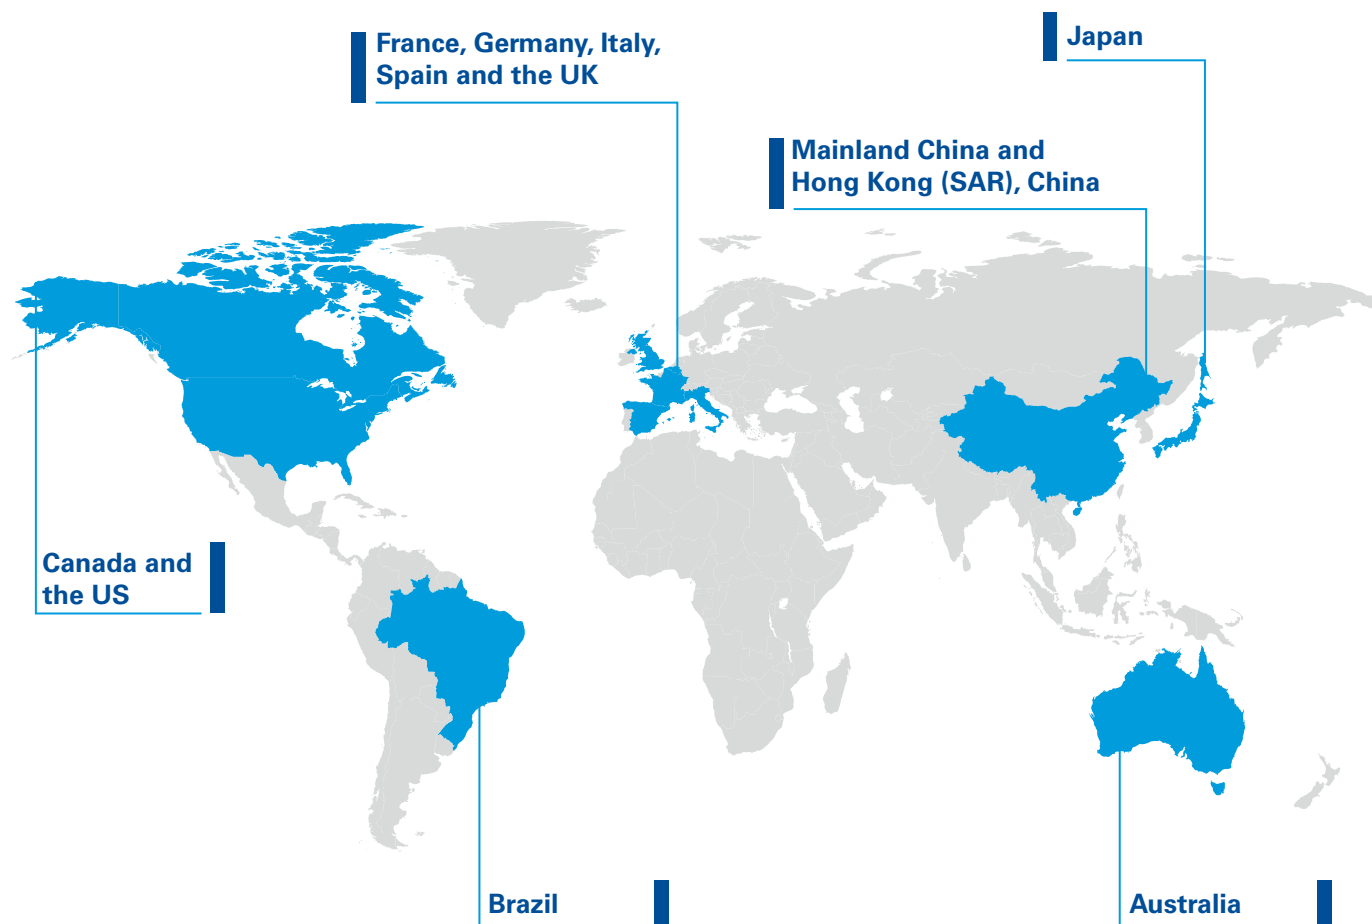 France, Germany, Italy,
Spain and the UK
Japan
Mainland China and
Hong Kong (SAR), China
Canada and
the US
Brazil
Australia